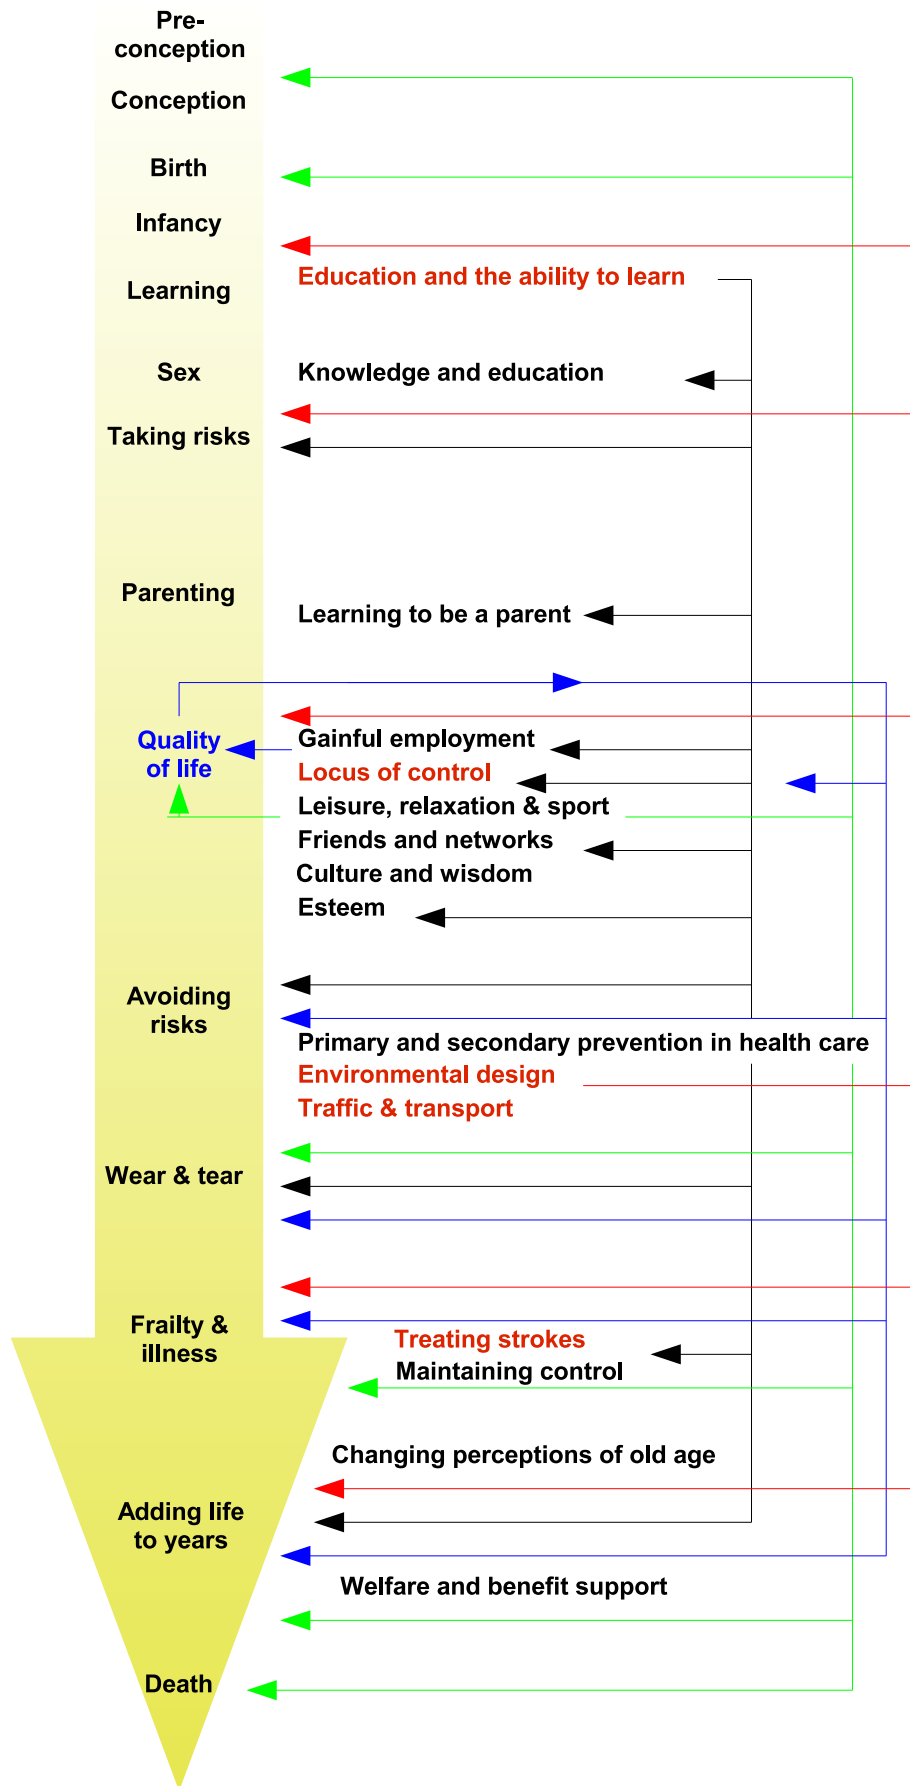 Pre-
conception
Conception
Birth
Infancy
Education and the ability to learn
Learning
Sex
Knowledge and education
Taking risks
Parenting
Learning to be a parent
Quality
of life
Gainful employment
Locus of control
Leisure, relaxation & sport
Friends and networks
Culture and wisdom
Esteem
Avoiding
risks
Primary and secondary prevention in health care
Environmental design
Traffic & transport
Wear & tear
Frailty &
illness
Treating strokes
Maintaining control
Changing perceptions of old age
Adding life
to years
Welfare and benefit support
Death